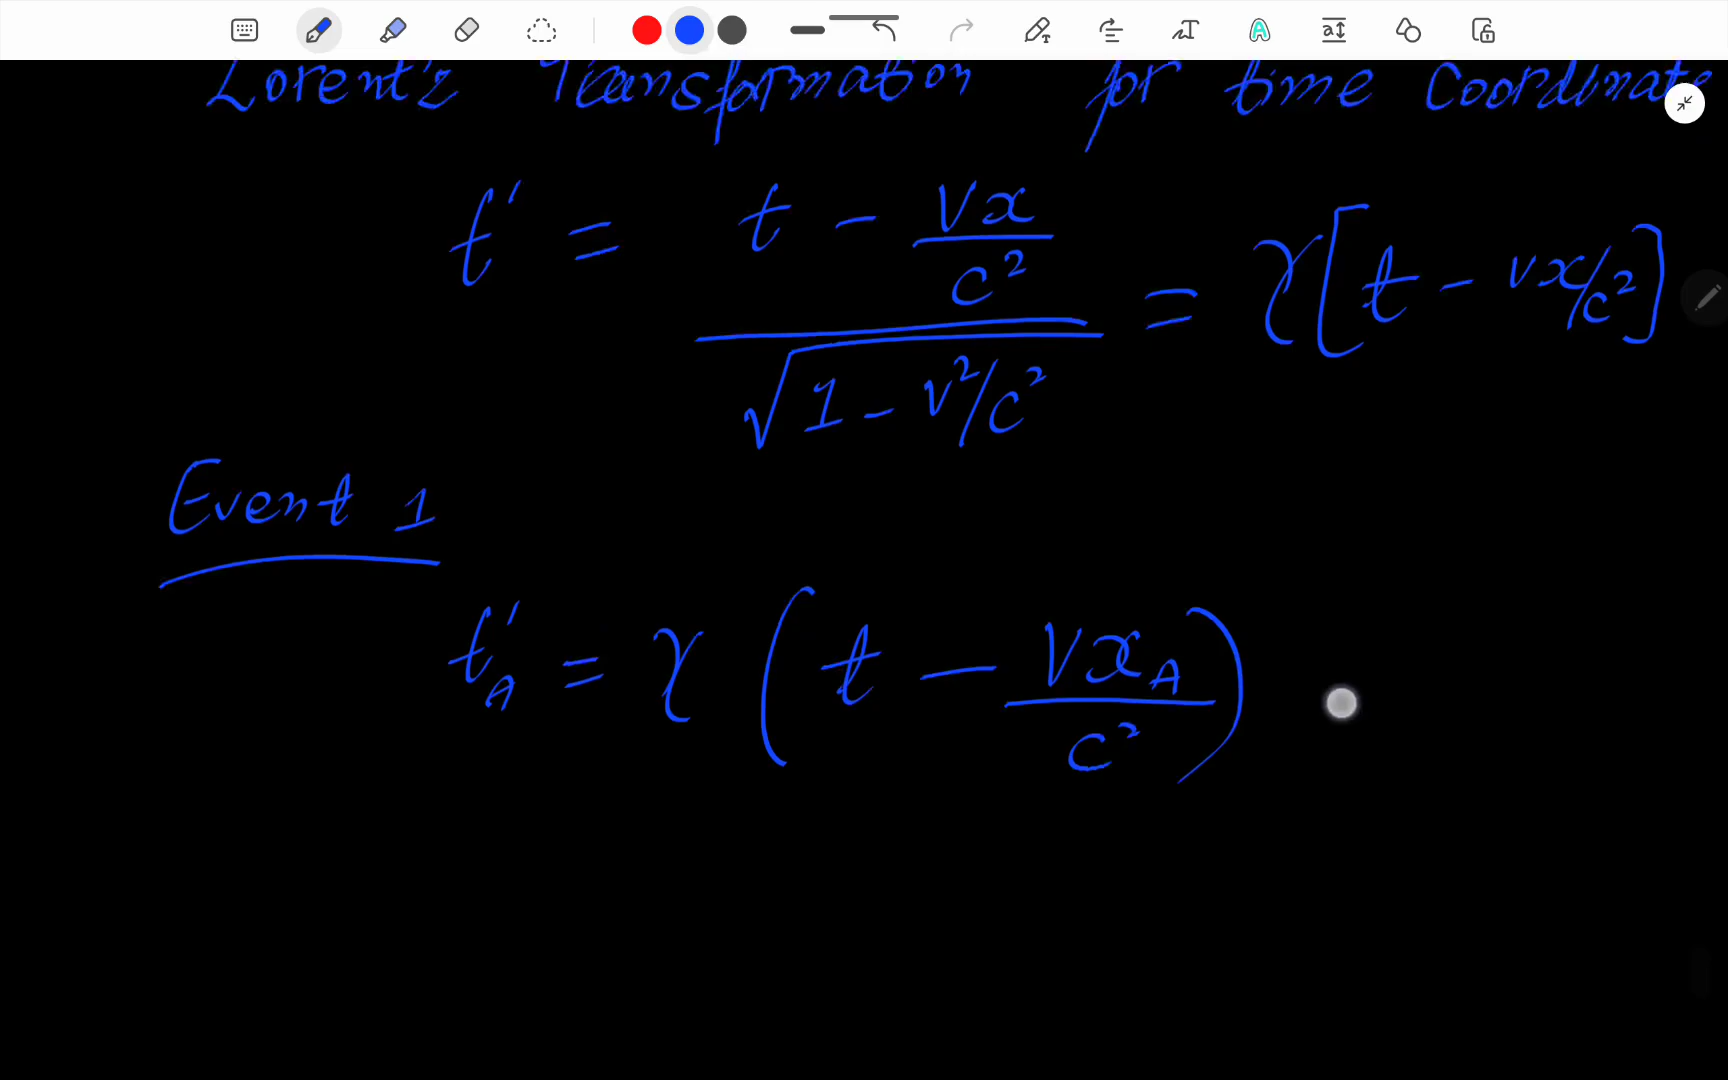 Lorentz Transformation for time Coordinate
t' = (t - vx/c²) / √(1 - v²/c²) = γ[t - vx/c²]
Event 1
t'_A = γ (t - vx_A/c²)